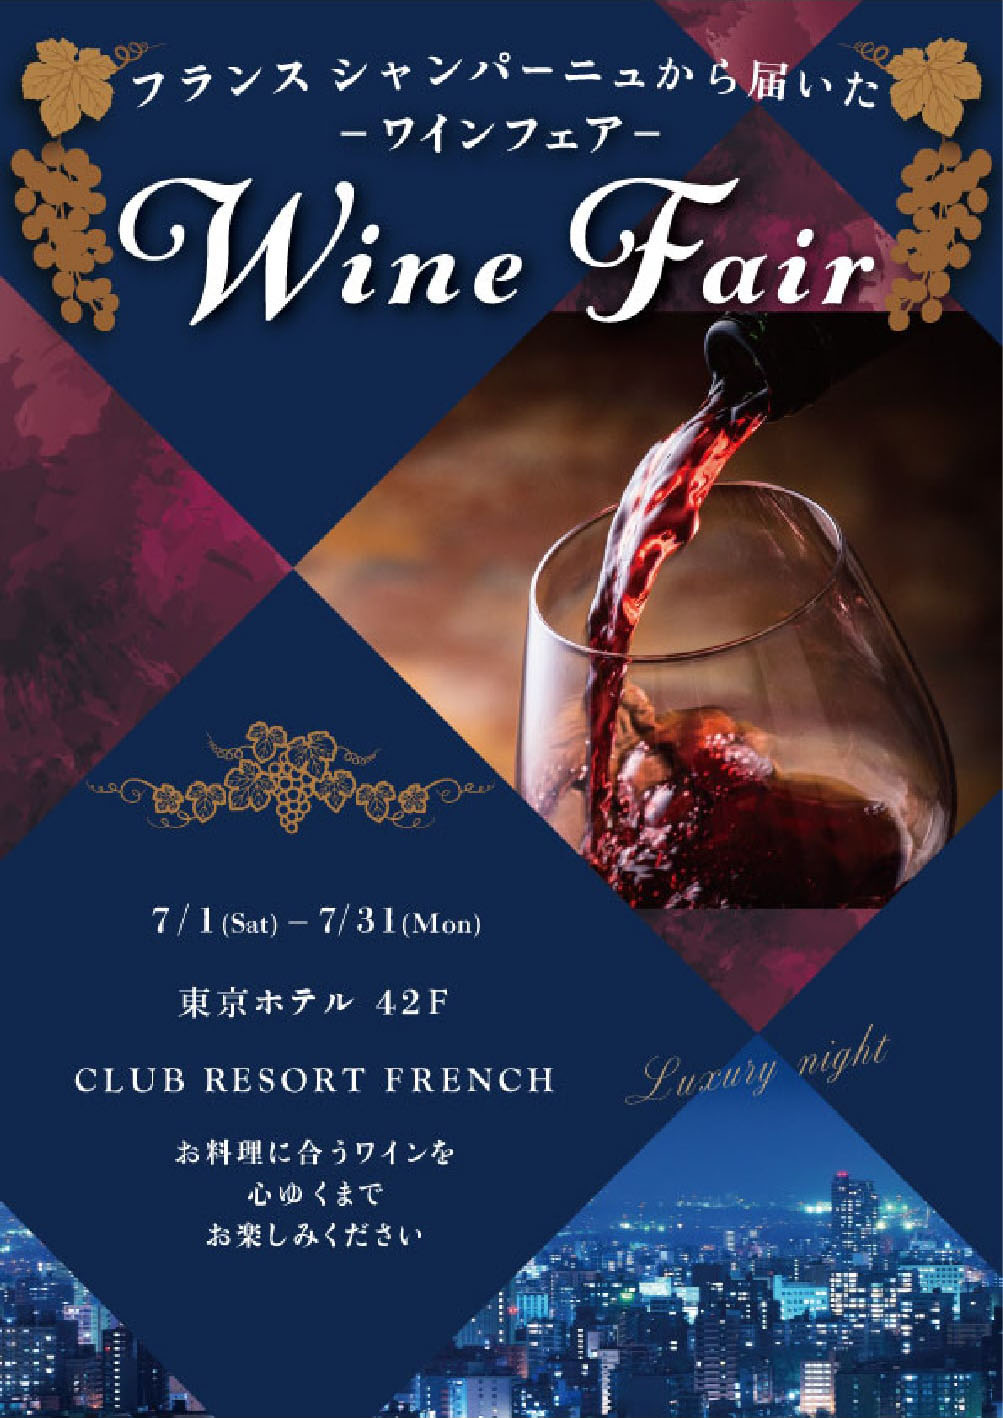 フランス シャンパーニュから届いた
－ワインフェア－
Wine Fair
7/1(Sat) – 7/31(Mon)
東京ホテル 42F
CLUB RESORT FRENCH
Luxury night
お料理に合うワインを
心ゆくまで
お楽しみください